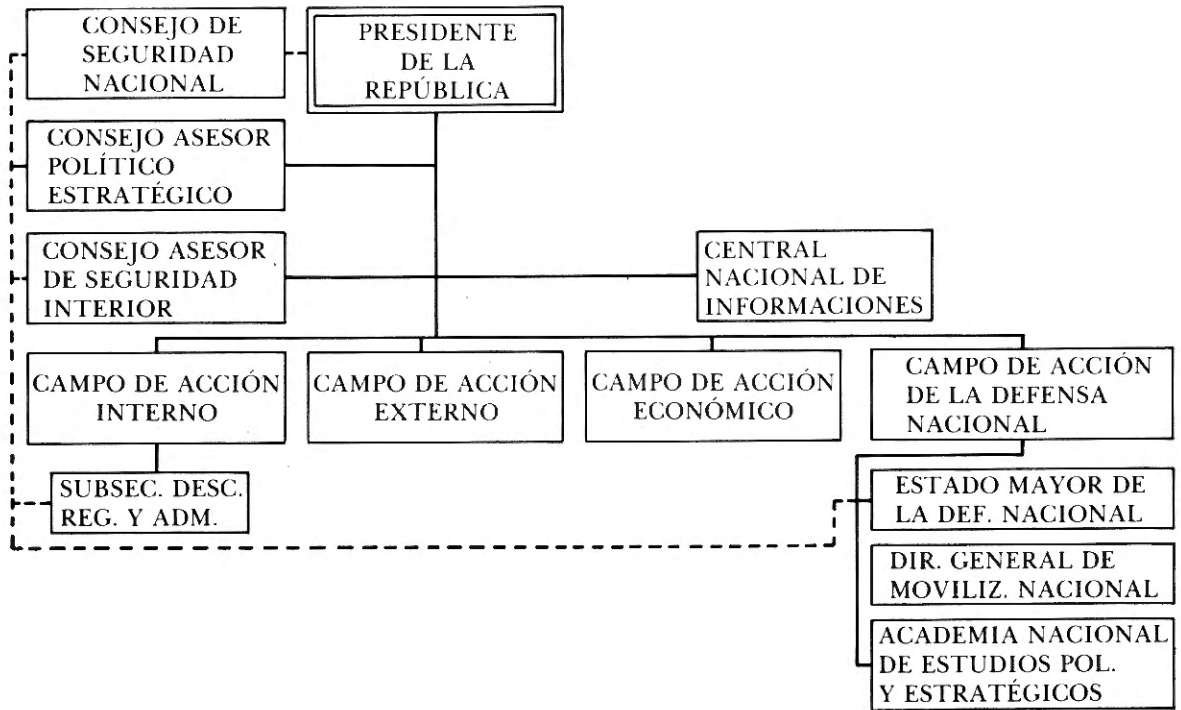 CONSEJO DE
SEGURIDAD
NACIONAL
PRESIDENTE
DE LA
REPÚBLICA
CONSEJO ASESOR
POLÍTICO
ESTRATÉGICO
CONSEJO ASESOR
DE SEGURIDAD
INTERIOR
CENTRAL
NACIONAL DE
INFORMACIONES
CAMPO DE ACCIÓN
INTERNO
CAMPO DE ACCIÓN
EXTERNO
CAMPO DE ACCIÓN
ECONÓMICO
CAMPO DE ACCIÓN
DE LA DEFENSA
NACIONAL
SUBSEC. DESC.
REG. Y ADM.
ESTADO MAYOR DE
LA DEF. NACIONAL
DIR. GENERAL DE
MOVILIZ. NACIONAL
ACADEMIA NACIONAL
DE ESTUDIOS POL.
Y ESTRATÉGICOS